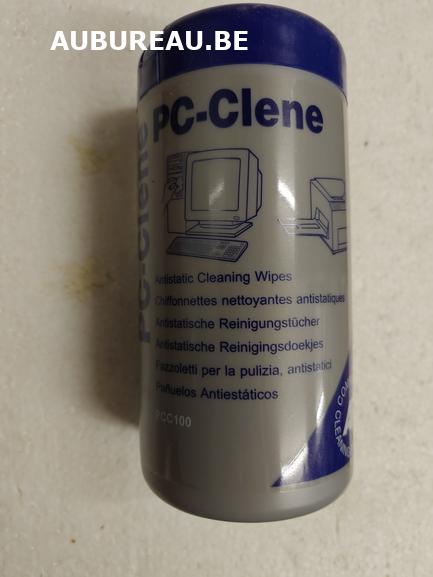 AUBUREAU.BE
PC-Clene
PC-Clene
Antistatic Cleaning Wipes
Chiffonnettes nettoyantes antistatiques
Antistatische Reinigungstücher
Antistatische Reinigingsdoekjes
Fazzoletti per la pulizia, antistatici
Pañuelos Antiestáticos
PCC100
CLEANING